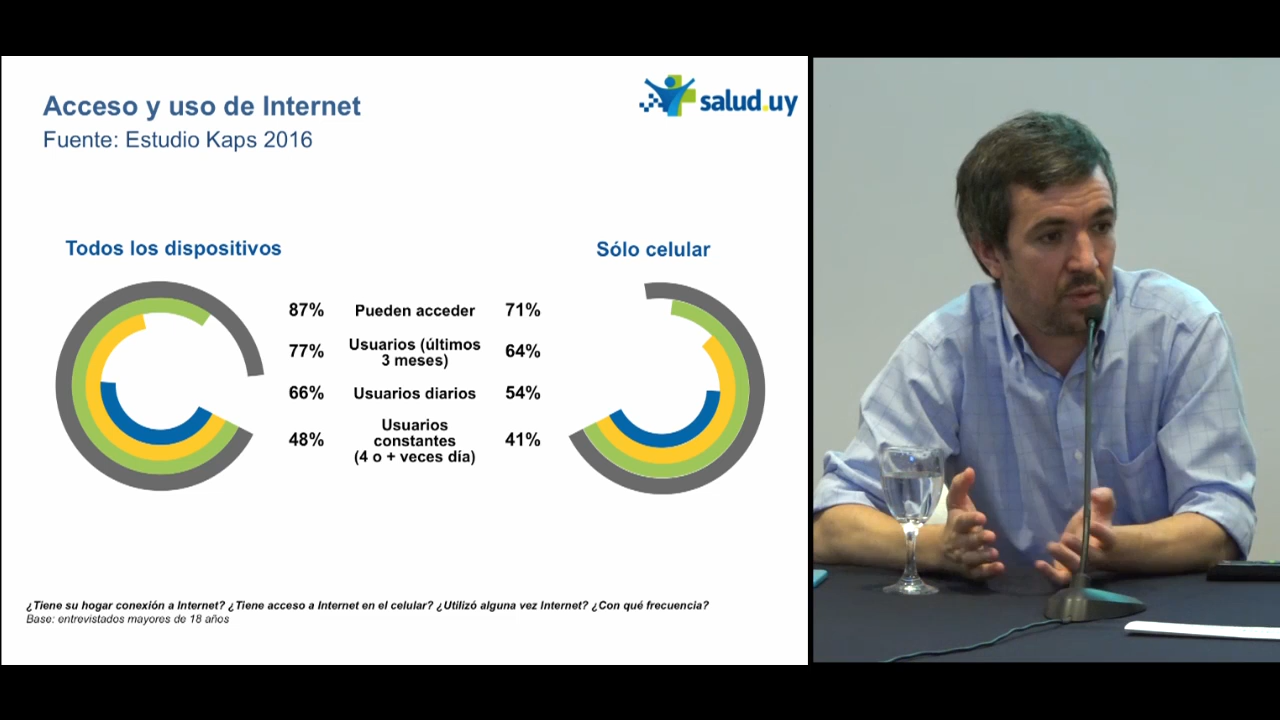 Acceso y uso de Internet
Fuente: Estudio Kaps 2016
salud.uy
Todos los dispositivos
Sólo celular
87% Pueden acceder 71%
77% Usuarios (últimos 3 meses) 64%
66% Usuarios diarios 54%
48% Usuarios constantes (4 o + veces día) 41%
¿Tiene su hogar conexión a Internet? ¿Tiene acceso a Internet en el celular? ¿Utilizó alguna vez Internet? ¿Con qué frecuencia?
Base: entrevistados mayores de 18 años